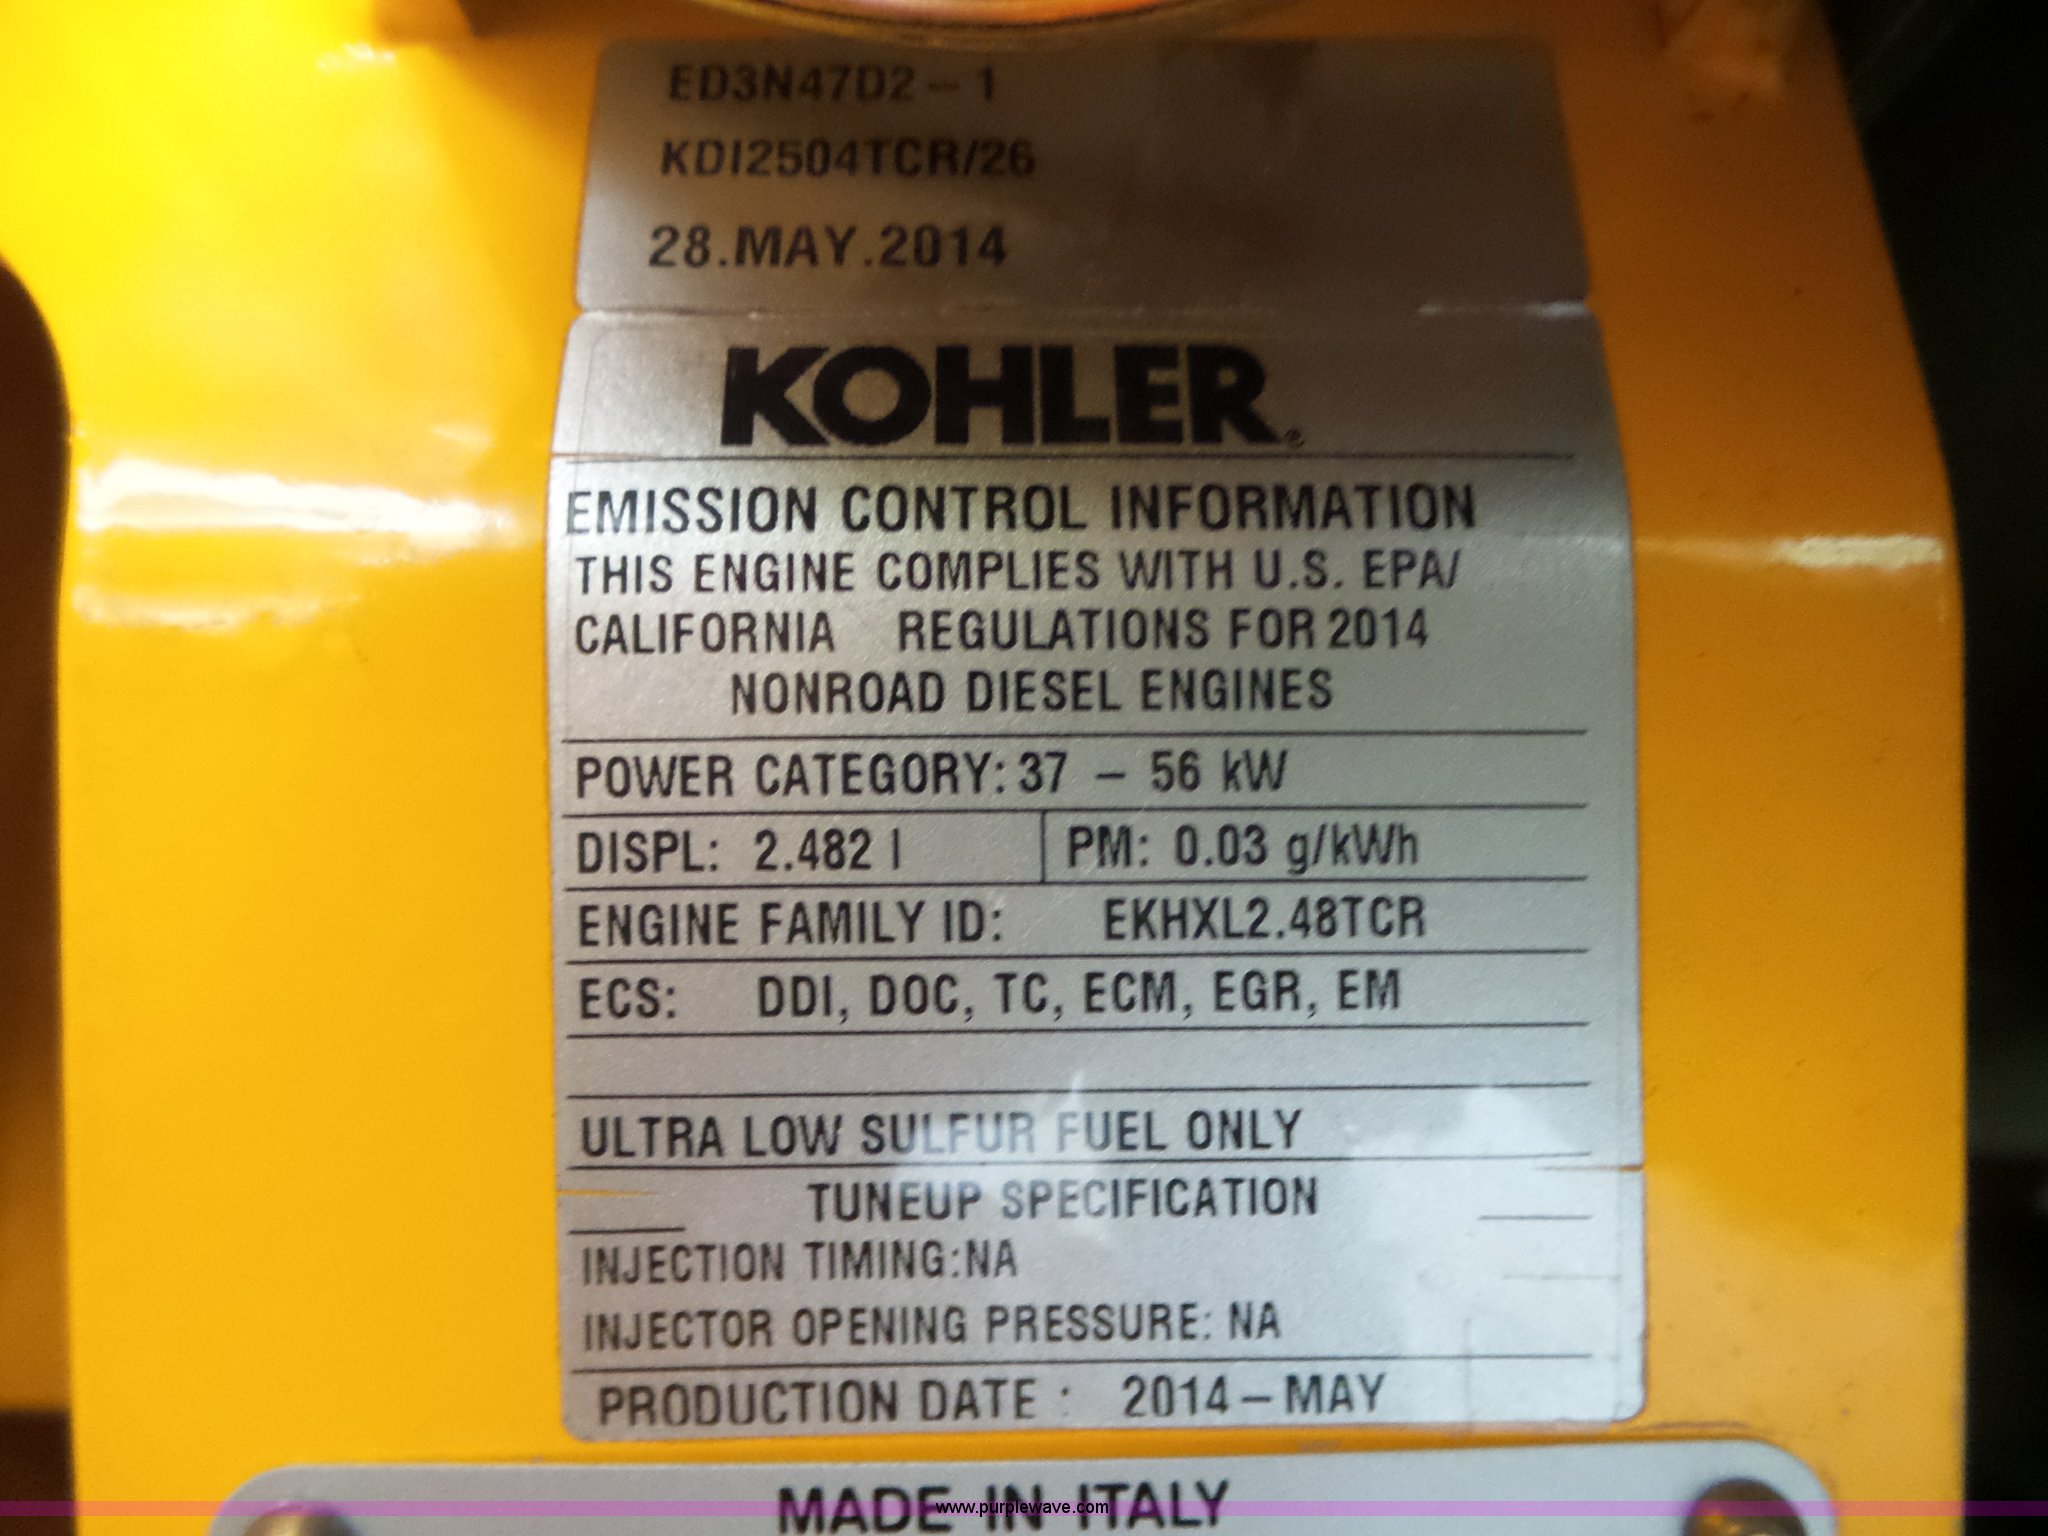 ED3N47D2-1
KDI2504TCR/26
28.MAY.2014
KOHLER®
EMISSION CONTROL INFORMATION
THIS ENGINE COMPLIES WITH U.S. EPA/
CALIFORNIA REGULATIONS FOR 2014
NONROAD DIESEL ENGINES
POWER CATEGORY: 37 – 56 kW
DISPL: 2.482 l PM: 0.03 g/kWh
ENGINE FAMILY ID: EKHXL2.48TCR
ECS: DDI, DOC, TC, ECM, EGR, EM
ULTRA LOW SULFUR FUEL ONLY
TUNEUP SPECIFICATION
INJECTION TIMING:NA
INJECTOR OPENING PRESSURE: NA
PRODUCTION DATE : 2014–MAY
MADE IN ITALY
www.purplewave.com